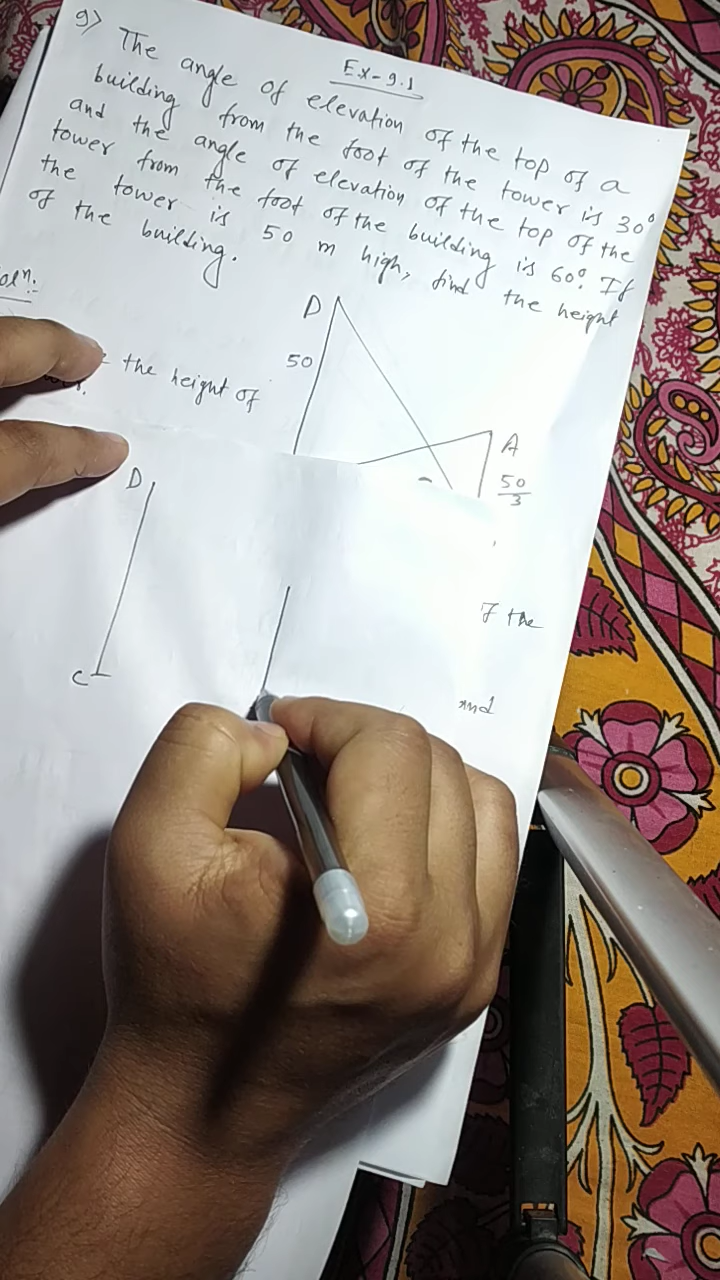 Ex-9.1
9> The angle of elevation of the top of a
building from the foot of the tower is 30°
and the angle of elevation of the top of the
tower from the foot of the building is 60°. If
the tower is 50 m high, find the height
of the building.
olⁿ:-
D
50
the height of
A
50
3
D
C
f the
and